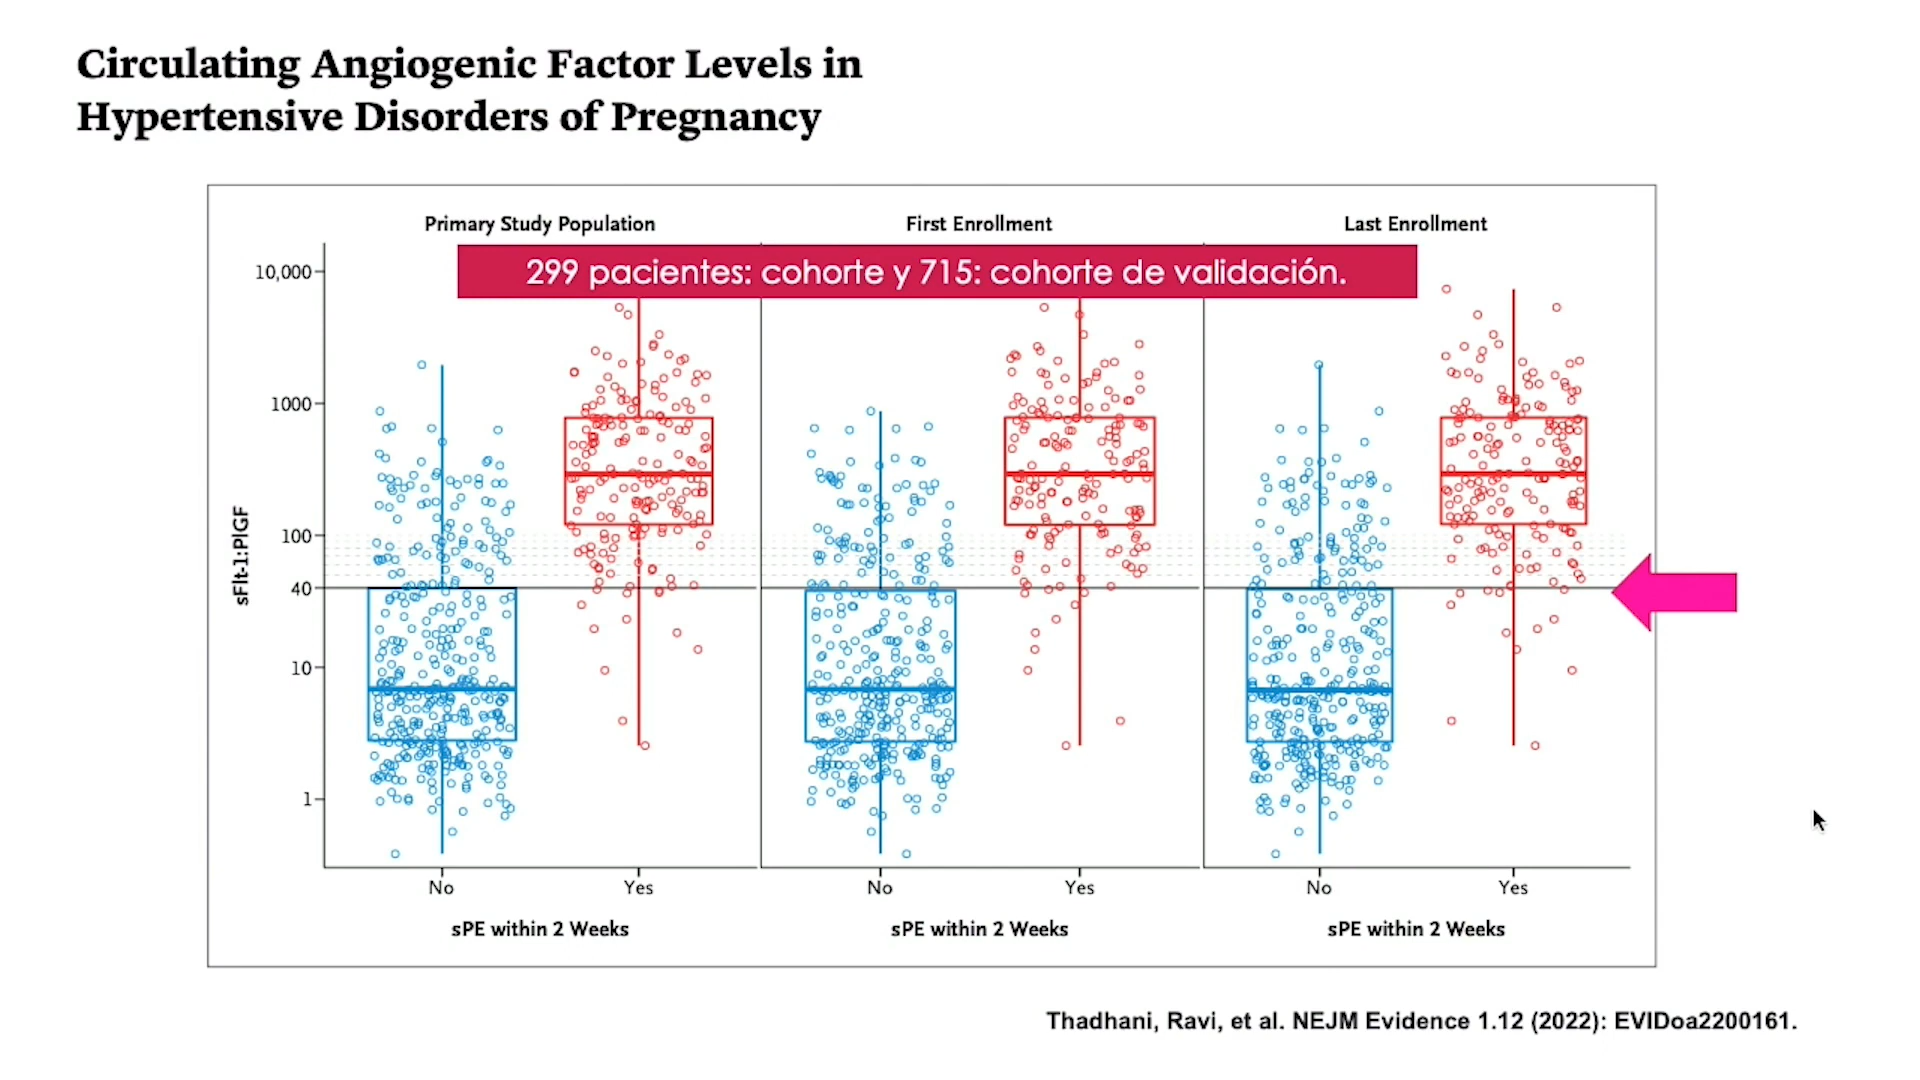 Circulating Angiogenic Factor Levels in
Hypertensive Disorders of Pregnancy
Primary Study Population
First Enrollment
Last Enrollment
299 pacientes: cohorte y 715: cohorte de validación.
10,000
1000
100
40
10
1
sFlt-1:PlGF
No
Yes
No
Yes
No
Yes
sPE within 2 Weeks
sPE within 2 Weeks
sPE within 2 Weeks
Thadhani, Ravi, et al. NEJM Evidence 1.12 (2022): EVIDoa2200161.